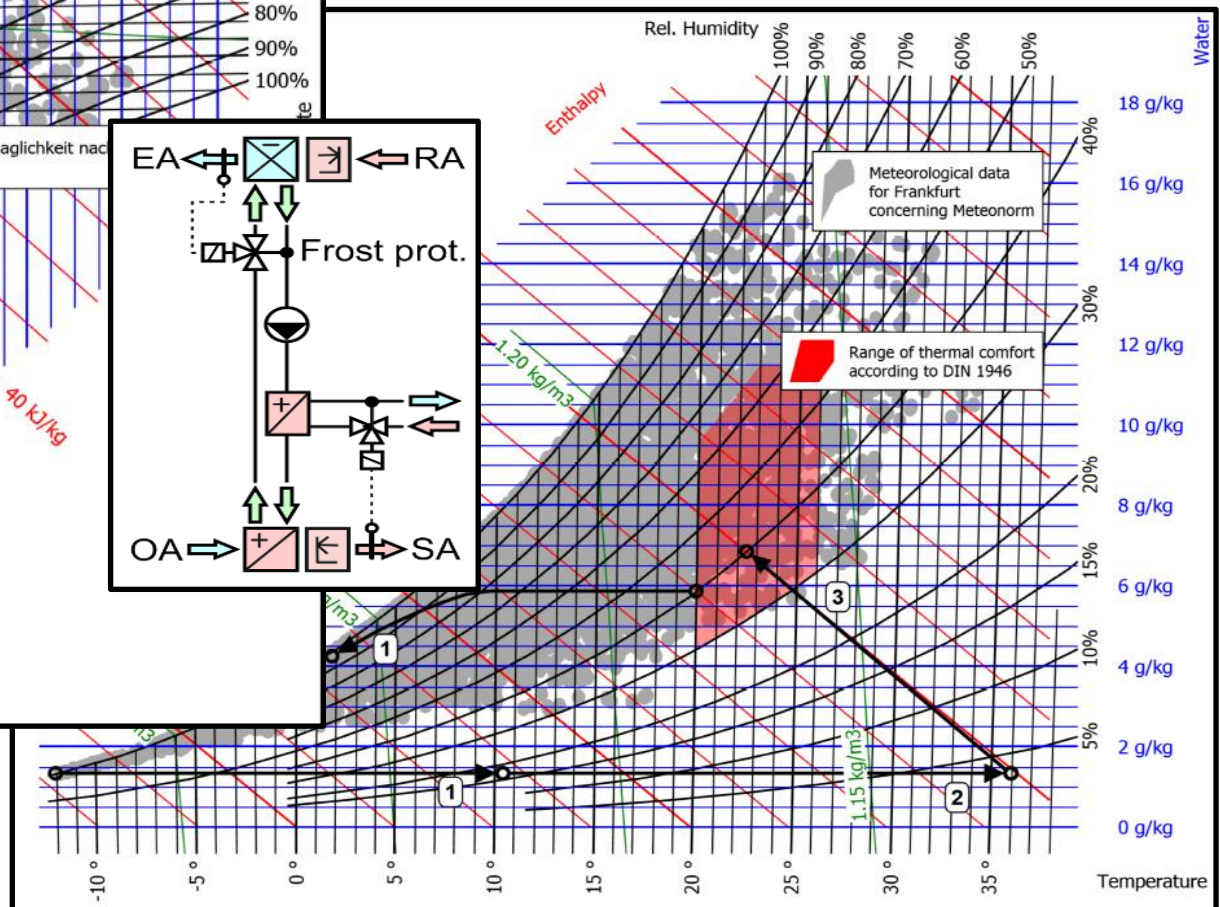 80%
90%
100%
Rel. Humidity
100%
90%
80%
70%
60%
50%
Water
Enthalpy
18 g/kg
40%
16 g/kg
Meteorological data
for Frankfurt
concerning Meteonorm
14 g/kg
30%
12 g/kg
Range of thermal comfort
according to DIN 1946
1.20 kg/m3
10 g/kg
20%
8 g/kg
15%
6 g/kg
3
1
10%
4 g/kg
5%
2 g/kg
1
2
1.15 kg/m3
0 g/kg
-10 °
-5 °
0
5 °
10 °
15 °
20 °
25 °
30 °
35 °
Temperature
40 kJ/kg
EA
RA
Frost prot.
OA
SA